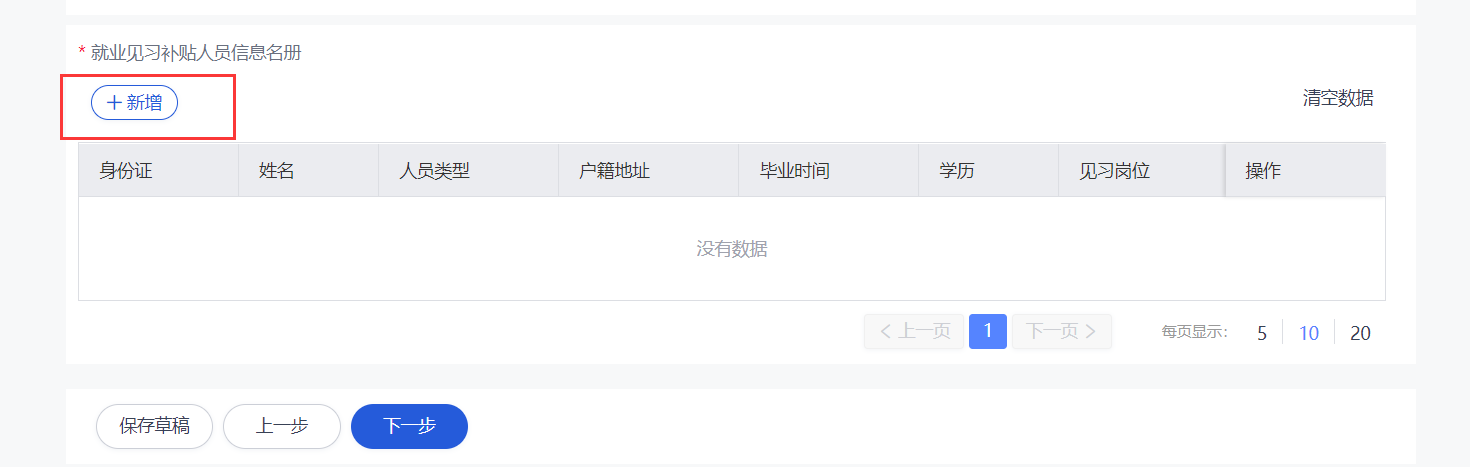 * 就业见习补贴人员信息名册
+ 新增 清空数据
身份证 姓名 人员类型 户籍地址 毕业时间 学历 见习岗位 操作
没有数据
< 上一页 1 下一页 > 每页显示: 5 10 20
保存草稿 上一步 下一步